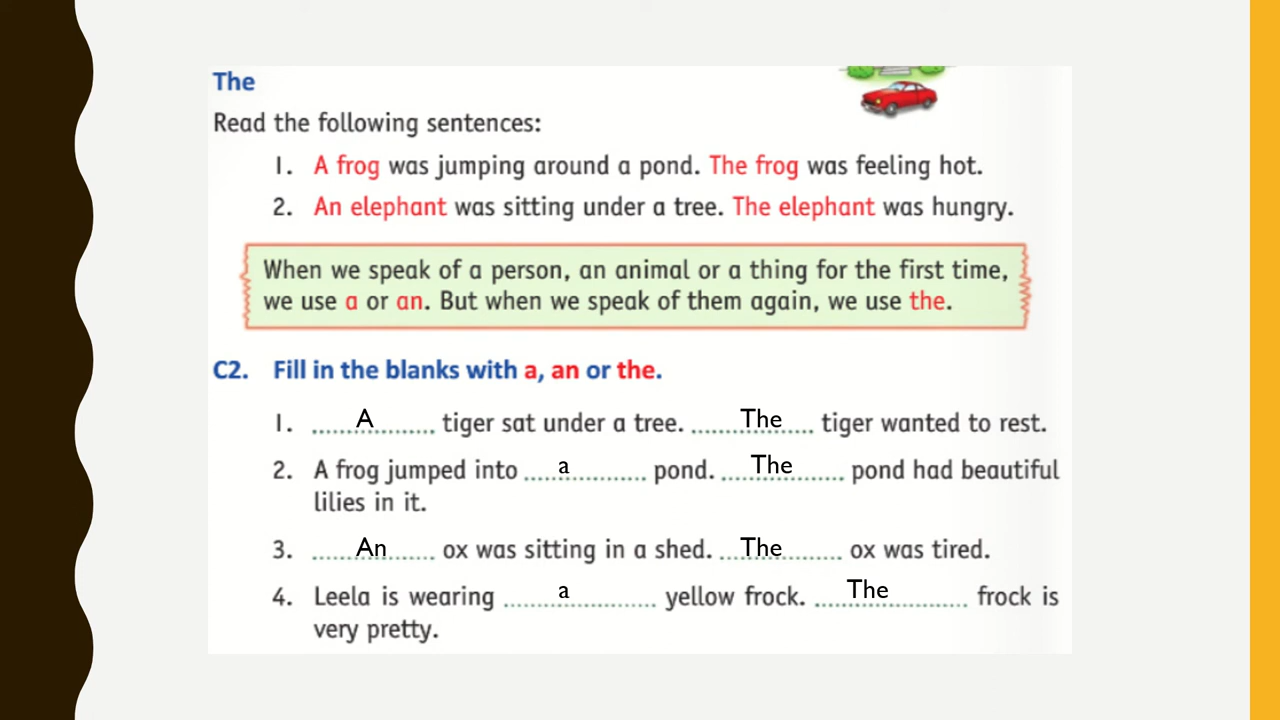 The
Read the following sentences:
1. A frog was jumping around a pond. The frog was feeling hot.
2. An elephant was sitting under a tree. The elephant was hungry.
When we speak of a person, an animal or a thing for the first time,
we use a or an. But when we speak of them again, we use the.
C2. Fill in the blanks with a, an or the.
1. ......A...... tiger sat under a tree. ......The...... tiger wanted to rest.
2. A frog jumped into ......a...... pond. ......The...... pond had beautiful
lilies in it.
3. ......An...... ox was sitting in a shed. ......The...... ox was tired.
4. Leela is wearing ......a...... yellow frock. ......The...... frock is
very pretty.